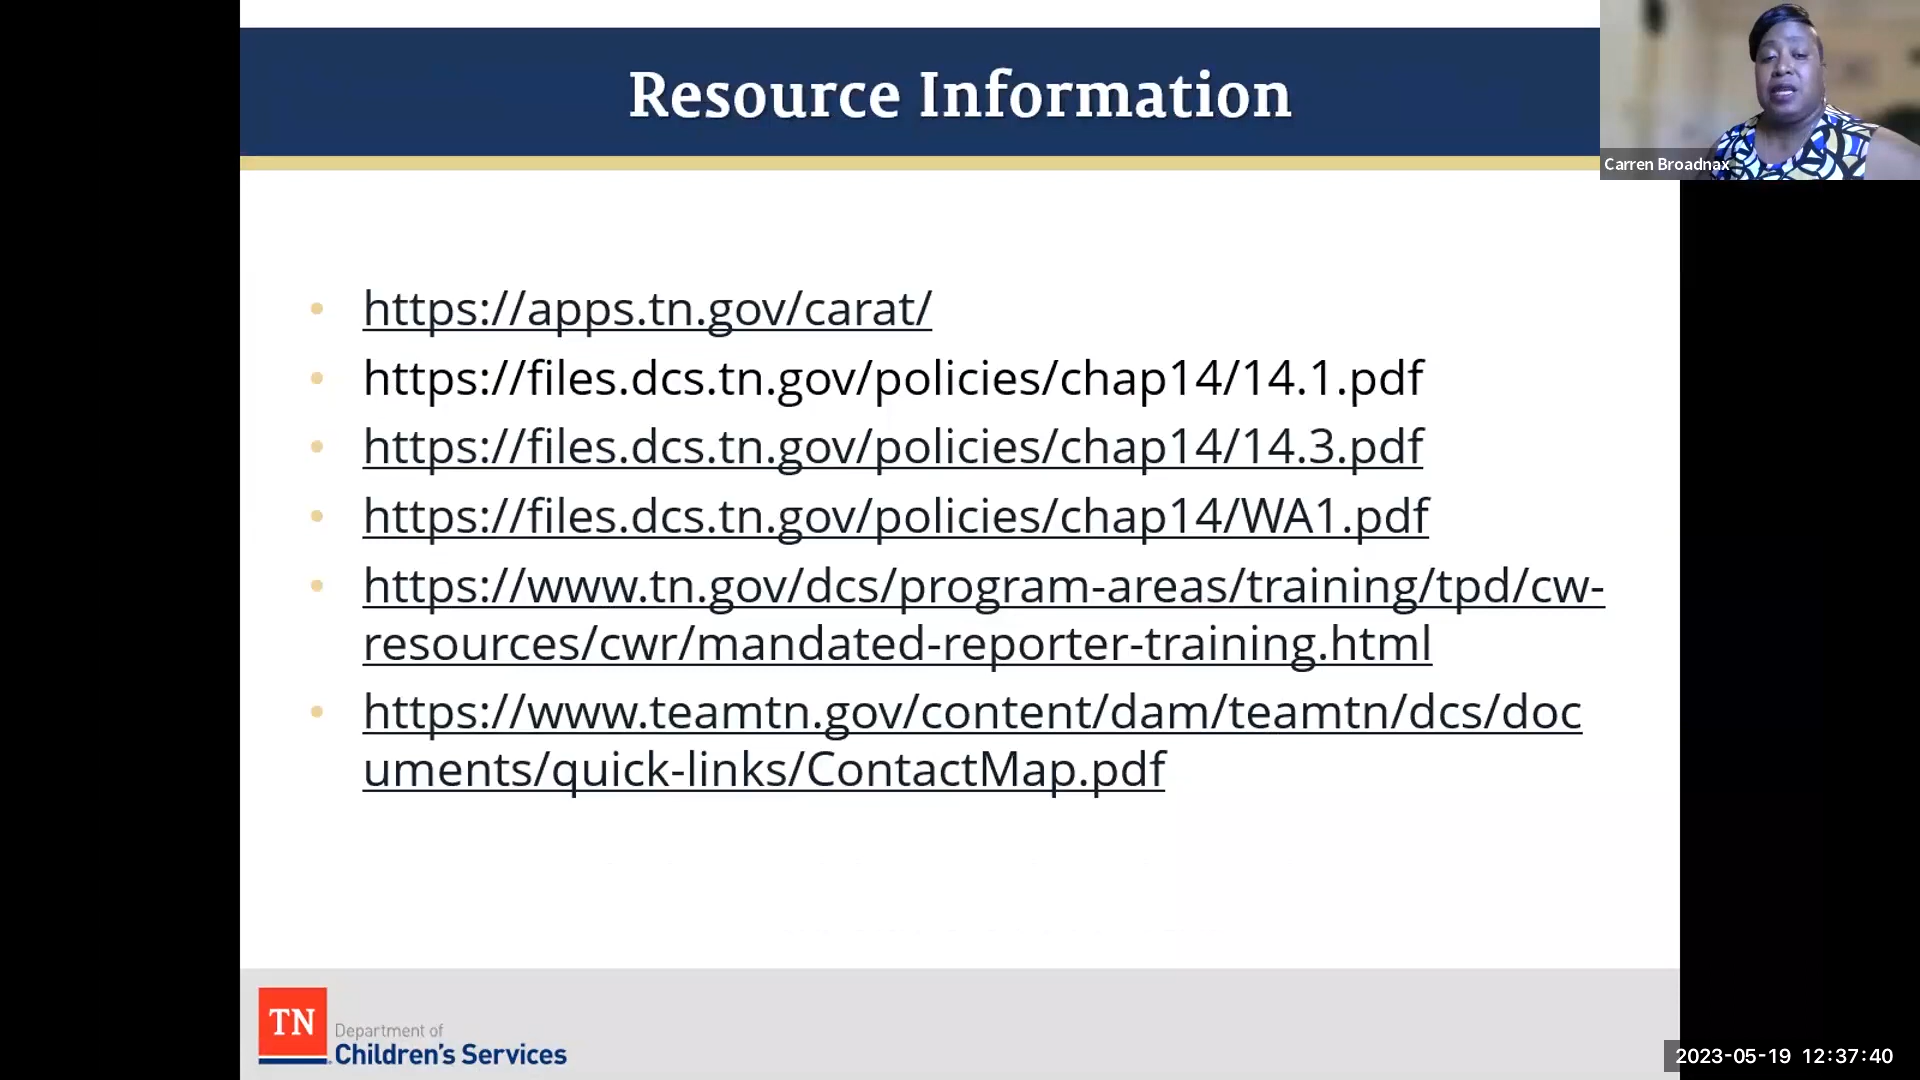 Resource Information
Carren Broadnax
https://apps.tn.gov/carat/
https://files.dcs.tn.gov/policies/chap14/14.1.pdf
https://files.dcs.tn.gov/policies/chap14/14.3.pdf
https://files.dcs.tn.gov/policies/chap14/WA1.pdf
https://www.tn.gov/dcs/program-areas/training/tpd/cw-
resources/cwr/mandated-reporter-training.html
https://www.teamtn.gov/content/dam/teamtn/dcs/doc
uments/quick-links/ContactMap.pdf
TN
Department of
Children's Services
2023-05-19 12:37:40